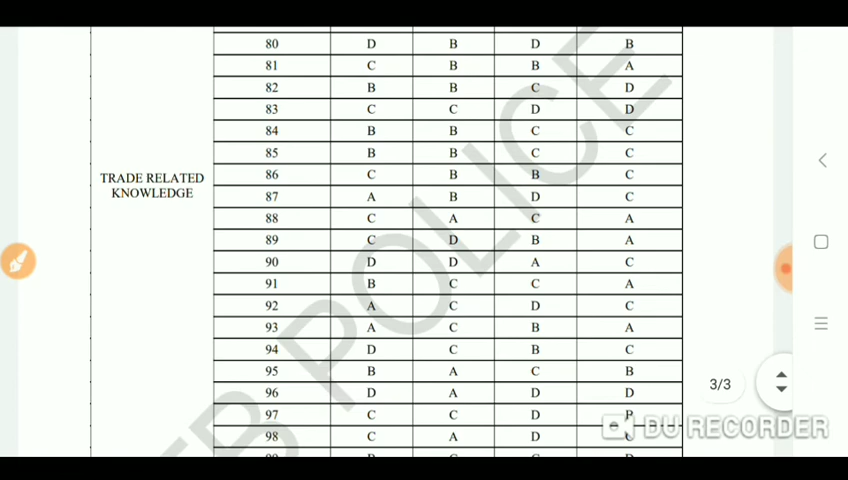 80 D B D B
81 C B B A
82 B B C D
83 C C D D
84 B B C C
85 B B C C
86 C B B C
TRADE RELATED
KNOWLEDGE
87 A B D C
88 C A C A
89 C D B A
90 D D A C
91 B C C A
92 A C D C
93 A C B A
94 D C B C
95 B A C B
96 D A D D
97 C C D
98 C A D
3/3
POLICE
DU RECORDER